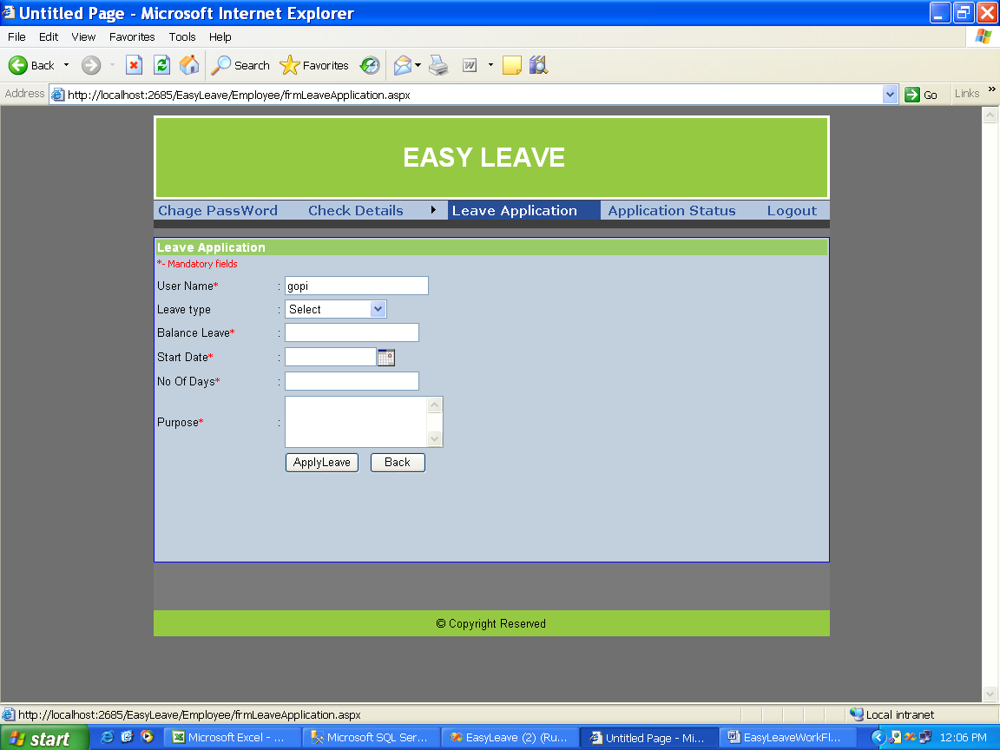 Untitled Page - Microsoft Internet Explorer
File Edit View Favorites Tools Help
Back Search Favorites
Address http://localhost:2685/EasyLeave/Employee/frmLeaveApplication.aspx Go Links »
EASY LEAVE
Chage PassWord Check Details Leave Application Application Status Logout
Leave Application
*- Mandatory fields
User Name* : gopi
Leave type : Select
Balance Leave* :
Start Date* :
No Of Days* :
Purpose* :
ApplyLeave Back
© Copyright Reserved
http://localhost:2685/EasyLeave/Employee/frmLeaveApplication.aspx Local intranet
start Microsoft Excel - ... Microsoft SQL Ser... EasyLeave (2) (Ru... Untitled Page - Mi... EasyLeaveWorkFl... 12:06 PM